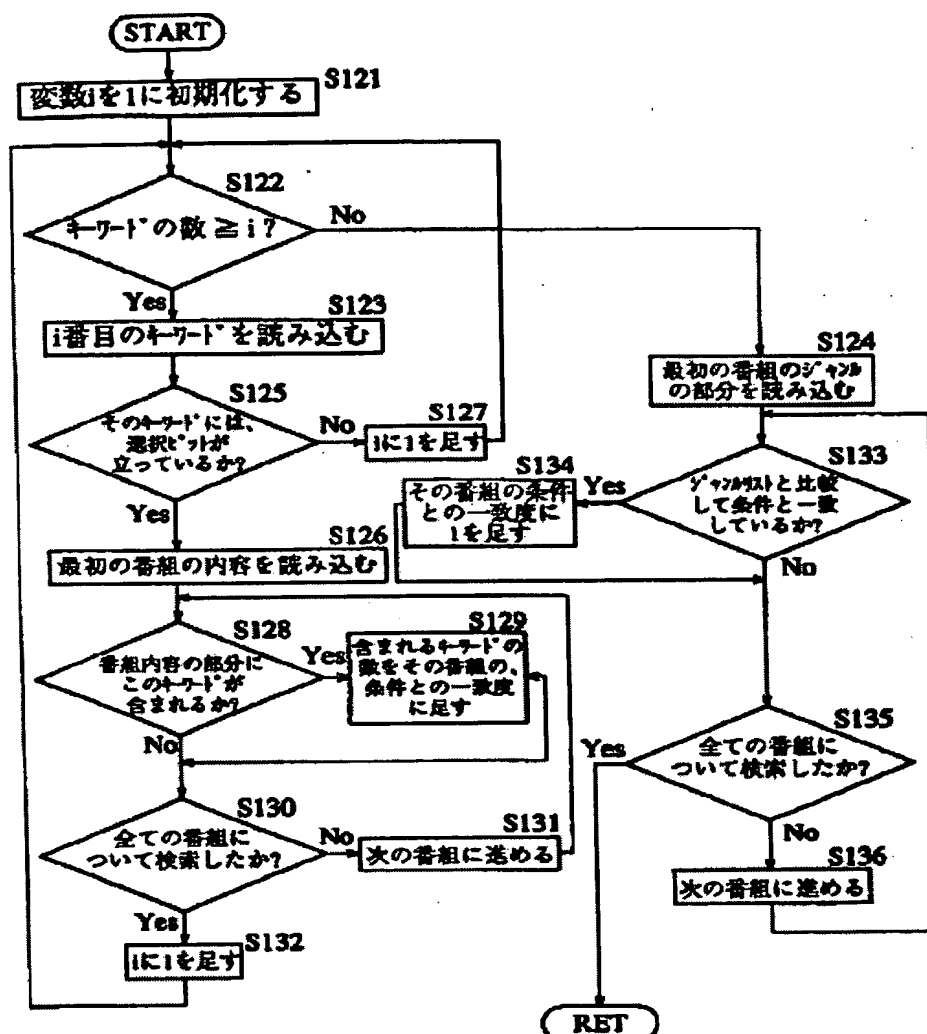 START
S121
変数iを1に初期化する
S122
キーワードの数 ≧ i?
No
Yes
S123
i番目のキーワードを読み込む
S124
最初の番組のジャンル
の部分を読み込む
S125
そのキーワードには、
選択ビットが
立っているか?
No
S127
iに1を足す
Yes
S133
ジャンルリストと比較
して条件と一致
しているか?
Yes
No
S134
その番組の条件
との一致度に
1を足す
S126
最初の番組の内容を読み込む
S128
番組内容の部分に
このキーワードが
含まれるか?
Yes
No
S129
含まれるキーワードの
数をその番組の、
条件との一致度
に足す
S130
全ての番組に
ついて検索したか?
No
Yes
S131
次の番組に進める
S132
iに1を足す
S135
全ての番組に
ついて検索したか?
Yes
No
S136
次の番組に進める
RET